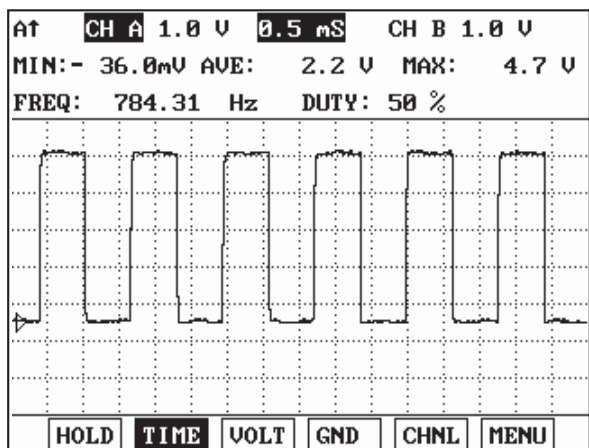 A↑ CH A 1.0 V 0.5 mS CH B 1.0 V
MIN:- 36.0mV AVE: 2.2 V MAX: 4.7 V
FREQ: 784.31 Hz DUTY: 50 %
HOLD TIME VOLT GND CHNL MENU